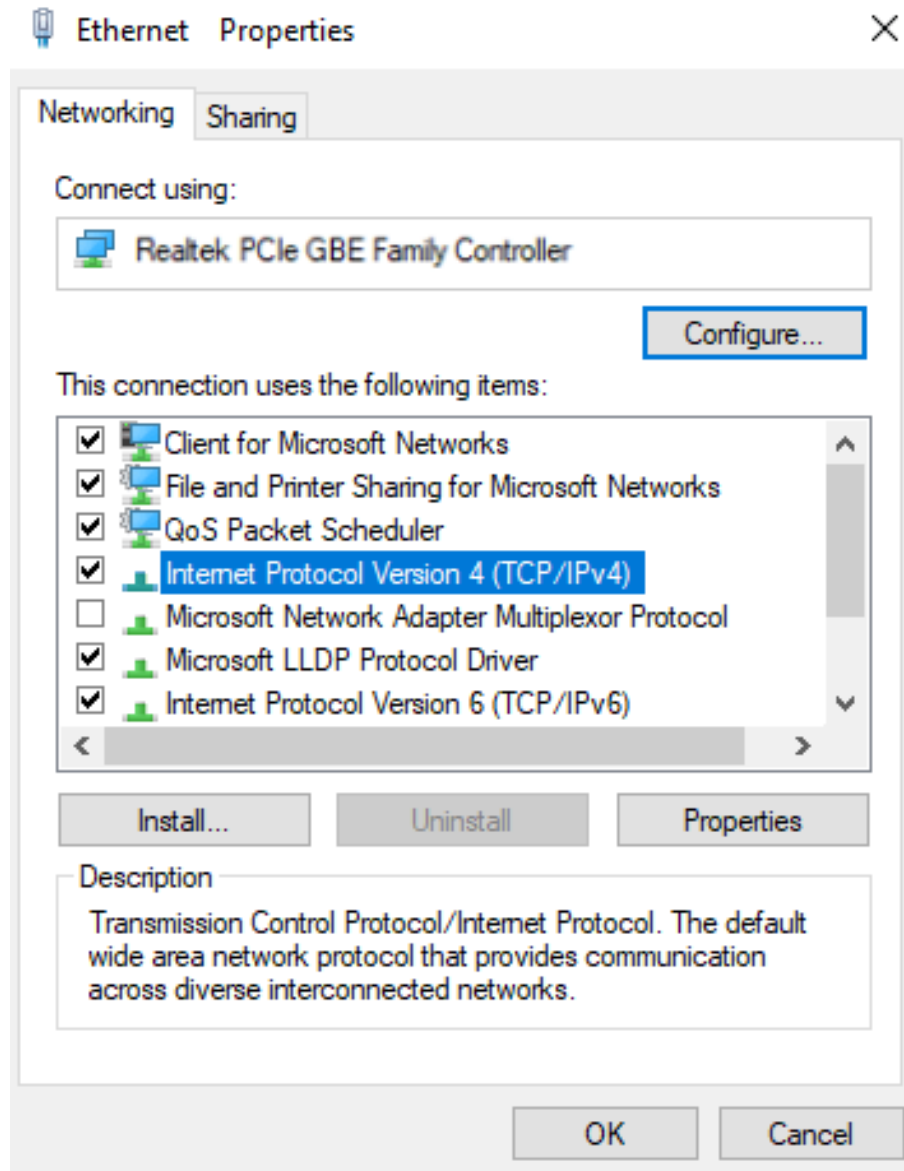 Ethernet Properties
Networking
Sharing
Connect using:
Realtek PCIe GBE Family Controller
Configure...
This connection uses the following items:
Client for Microsoft Networks
File and Printer Sharing for Microsoft Networks
QoS Packet Scheduler
Internet Protocol Version 4 (TCP/IPv4)
Microsoft Network Adapter Multiplexor Protocol
Microsoft LLDP Protocol Driver
Internet Protocol Version 6 (TCP/IPv6)
Install...
Uninstall
Properties
Description
Transmission Control Protocol/Internet Protocol. The default
wide area network protocol that provides communication
across diverse interconnected networks.
OK
Cancel